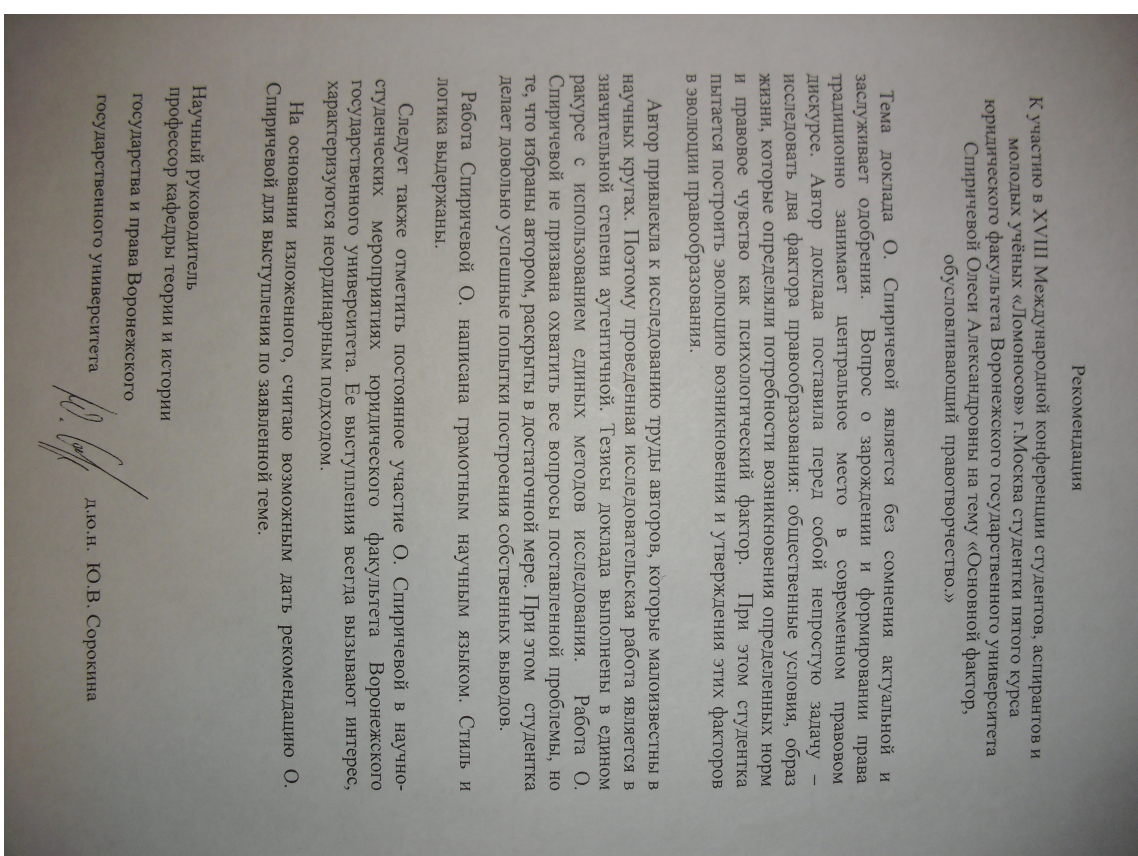 Рекомендация
К участию в XVIII Международной конференции студентов, аспирантов и
молодых учёных «Ломоносов» г.Москва студентки пятого курса
юридического факультета Воронежского государственного университета
Спиричевой Олеси Александровны на тему «Основной фактор,
обусловливающий правотворчество.»
Тема доклада О. Спиричевой является без сомнения актуальной и
заслуживает одобрения. Вопрос о зарождении и формировании права
традиционно занимает центральное место в современном правовом
дискурсе. Автор доклада поставила перед собой непростую задачу –
исследовать два фактора правообразования: общественные условия, образ
жизни, которые определяли потребности возникновения определенных норм
и правовое чувство как психологический фактор. При этом студентка
пытается построить эволюцию возникновения и утверждения этих факторов
в эволюции правообразования.
Автор привлекла к исследованию труды авторов, которые малоизвестны в
научных кругах. Поэтому проведенная исследовательская работа является в
значительной степени аутентичной. Тезисы доклада выполнены в едином
ракурсе с использованием единых методов исследования. Работа О.
Спиричевой не призвана охватить все вопросы поставленной проблемы, но
те, что избраны автором, раскрыты в достаточной мере. При этом студентка
делает довольно успешные попытки построения собственных выводов.
Работа Спиричевой О. написана грамотным научным языком. Стиль и
логика выдержаны.
Следует также отметить постоянное участие О. Спиричевой в научно-
студенческих мероприятиях юридического факультета Воронежского
государственного университета. Ее выступления всегда вызывают интерес,
характеризуются неординарным подходом.
На основании изложенного, считаю возможным дать рекомендацию О.
Спиричевой для выступления по заявленной теме.
Научный руководитель
профессор кафедры теории и истории
государства и права Воронежского
государственного университета д.ю.н. Ю.В. Сорокина